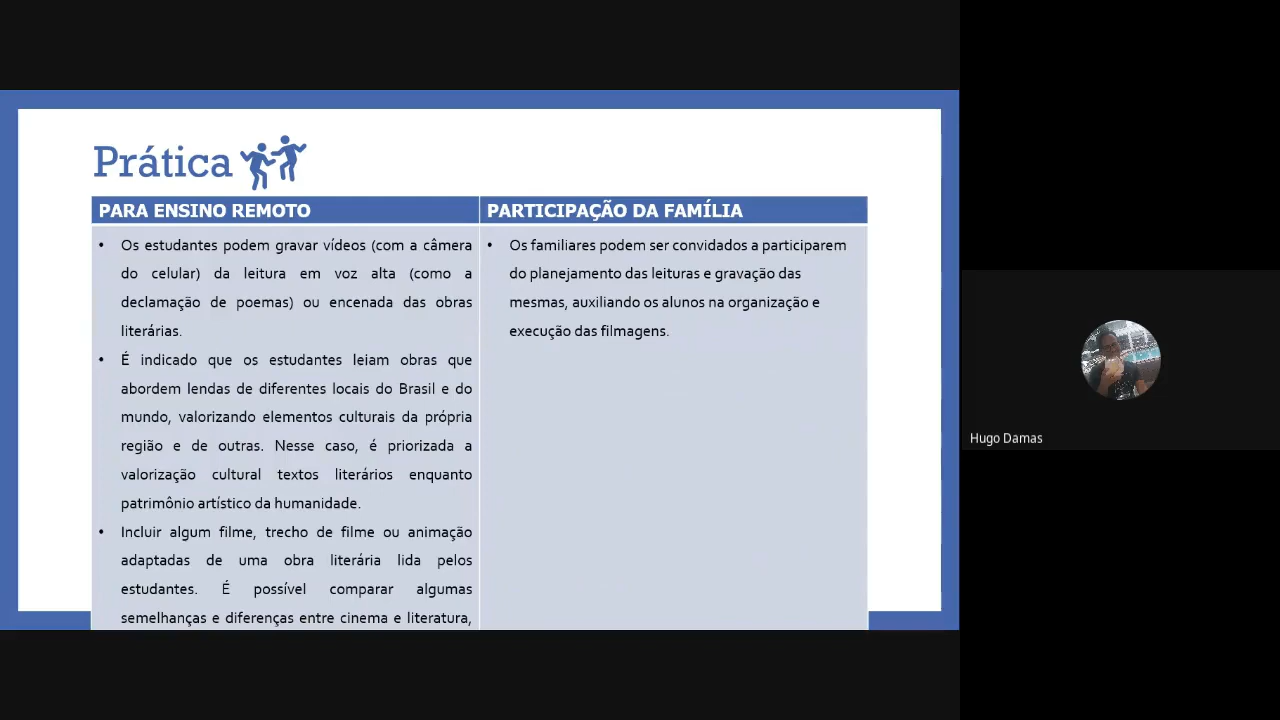 Prática
PARA ENSINO REMOTO
• Os estudantes podem gravar vídeos (com a câmera
do celular) da leitura em voz alta (como a
declamação de poemas) ou encenada das obras
literárias.
• É indicado que os estudantes leiam obras que
abordem lendas de diferentes locais do Brasil e do
mundo, valorizando elementos culturais da própria
região e de outras. Nesse caso, é priorizada a
valorização cultural textos literários enquanto
patrimônio artístico da humanidade.
• Incluir algum filme, trecho de filme ou animação
adaptadas de uma obra literária lida pelos
estudantes. É possível comparar algumas
semelhanças e diferenças entre cinema e literatura,
PARTICIPAÇÃO DA FAMÍLIA
• Os familiares podem ser convidados a participarem
do planejamento das leituras e gravação das
mesmas, auxiliando os alunos na organização e
execução das filmagens.
Hugo Damas